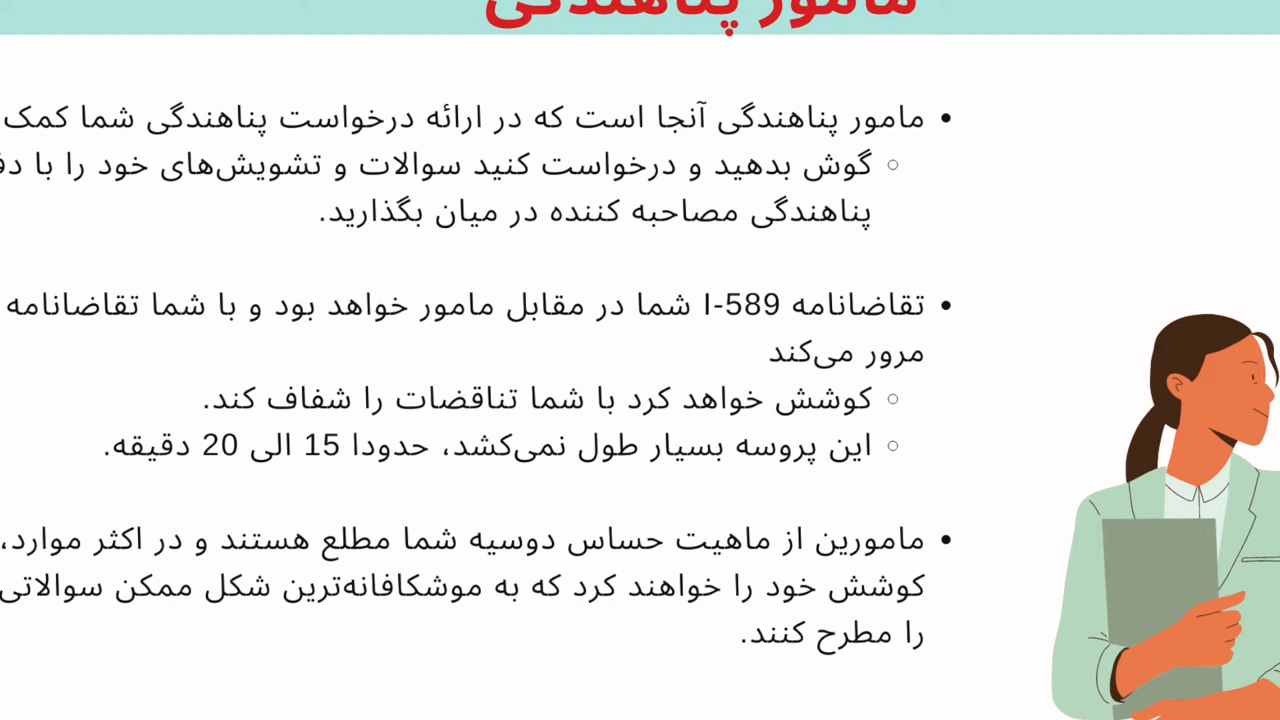 مامور پناهندگی
مامور پناهندگی آنجا است که در ارائه درخواست پناهندگی شما کمک
گوش بدهید و درخواست کنید سوالات و تشویش‌های خود را با
پناهندگی مصاحبه کننده در میان بگذارید.
تقاضانامه I-589 شما در مقابل مامور خواهد بود و با شما تقاضانامه
مرور می‌کند
کوشش خواهد کرد با شما تناقضات را شفاف کند.
این پروسه بسیار طول نمی‌کشد، حدودا 15 الی 20 دقیقه.
مامورین از ماهیت حساس دوسیه شما مطلع هستند و در اکثر موارد،
کوشش خود را خواهند کرد که به موشکافانه‌ترین شکل ممکن سوالاتی
را مطرح کنند.